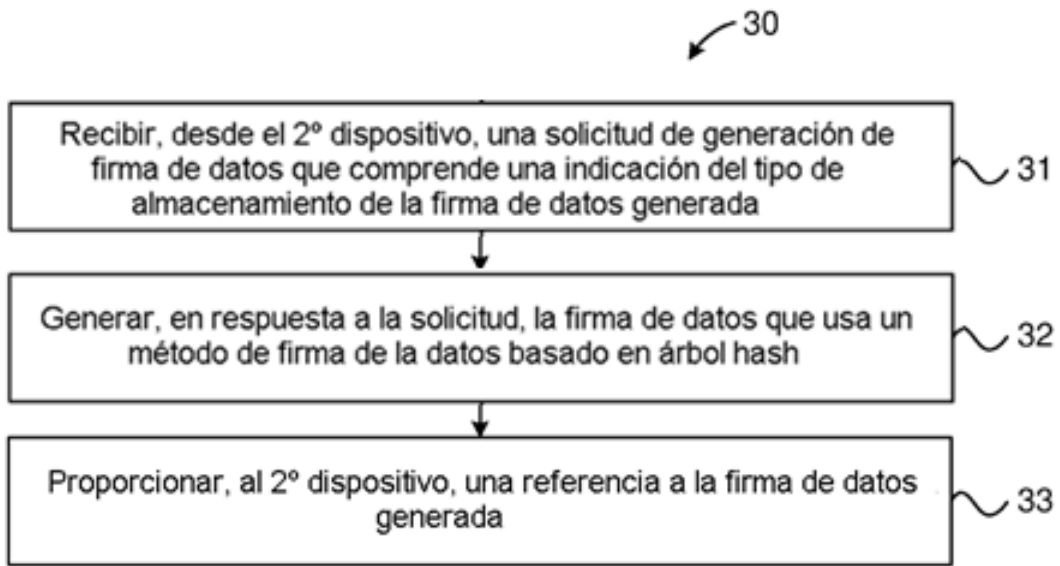 30
Recibir, desde el 2º dispositivo, una solicitud de generación de
firma de datos que comprende una indicación del tipo de
almacenamiento de la firma de datos generada
31
Generar, en respuesta a la solicitud, la firma de datos que usa un
método de firma de la datos basado en árbol hash
32
Proporcionar, al 2º dispositivo, una referencia a la firma de datos
generada
33